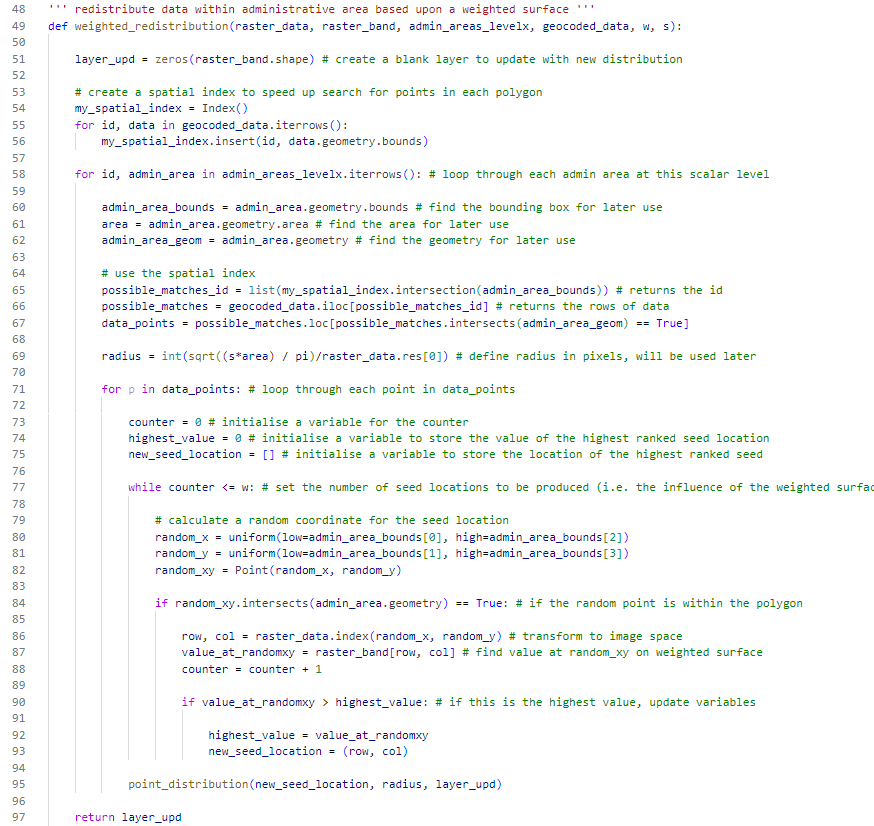 48 ''' redistribute data within administrative area based upon a weighted surface '''
49 def weighted_redistribution(raster_data, raster_band, admin_areas_levelx, geocoded_data, w, s):
50
51     layer_upd = zeros(raster_band.shape) # create a blank layer to update with new distribution
52
53     # create a spatial index to speed up search for points in each polygon
54     my_spatial_index = Index()
55     for id, data in geocoded_data.iterrows():
56         my_spatial_index.insert(id, data.geometry.bounds)
57
58     for id, admin_area in admin_areas_levelx.iterrows(): # loop through each admin area at this scalar level
59
60         admin_area_bounds = admin_area.geometry.bounds # find the bounding box for later use
61         area = admin_area.geometry.area # find the area for later use
62         admin_area_geom = admin_area.geometry # find the geometry for later use
63
64         # use the spatial index
65         possible_matches_id = list(my_spatial_index.intersection(admin_area_bounds)) # returns the id
66         possible_matches = geocoded_data.iloc[possible_matches_id] # returns the rows of data
67         data_points = possible_matches.loc[possible_matches.intersects(admin_area_geom) == True]
68
69         radius = int(sqrt((s*area) / pi)/raster_data.res[0]) # define radius in pixels, will be used later
70
71         for p in data_points: # loop through each point in data_points
72
73             counter = 0 # initialise a variable for the counter
74             highest_value = 0 # initialise a variable to store the value of the highest ranked seed location
75             new_seed_location = [] # initialise a variable to store the location of the highest ranked seed
76
77             while counter <= w: # set the number of seed locations to be produced (i.e. the influence of the weighted surfac
78
79                 # calculate a random coordinate for the seed location
80                 random_x = uniform(low=admin_area_bounds[0], high=admin_area_bounds[2])
81                 random_y = uniform(low=admin_area_bounds[1], high=admin_area_bounds[3])
82                 random_xy = Point(random_x, random_y)
83
84                 if random_xy.intersects(admin_area.geometry) == True: # if the random point is within the polygon
85
86                     row, col = raster_data.index(random_x, random_y) # transform to image space
87                     value_at_randomxy = raster_band[row, col] # find value at random_xy on weighted surface
88                     counter = counter + 1
89
90                     if value_at_randomxy > highest_value: # if this is the highest value, update variables
91
92                         highest_value = value_at_randomxy
93                         new_seed_location = (row, col)
94
95             point_distribution(new_seed_location, radius, layer_upd)
96
97     return layer_upd